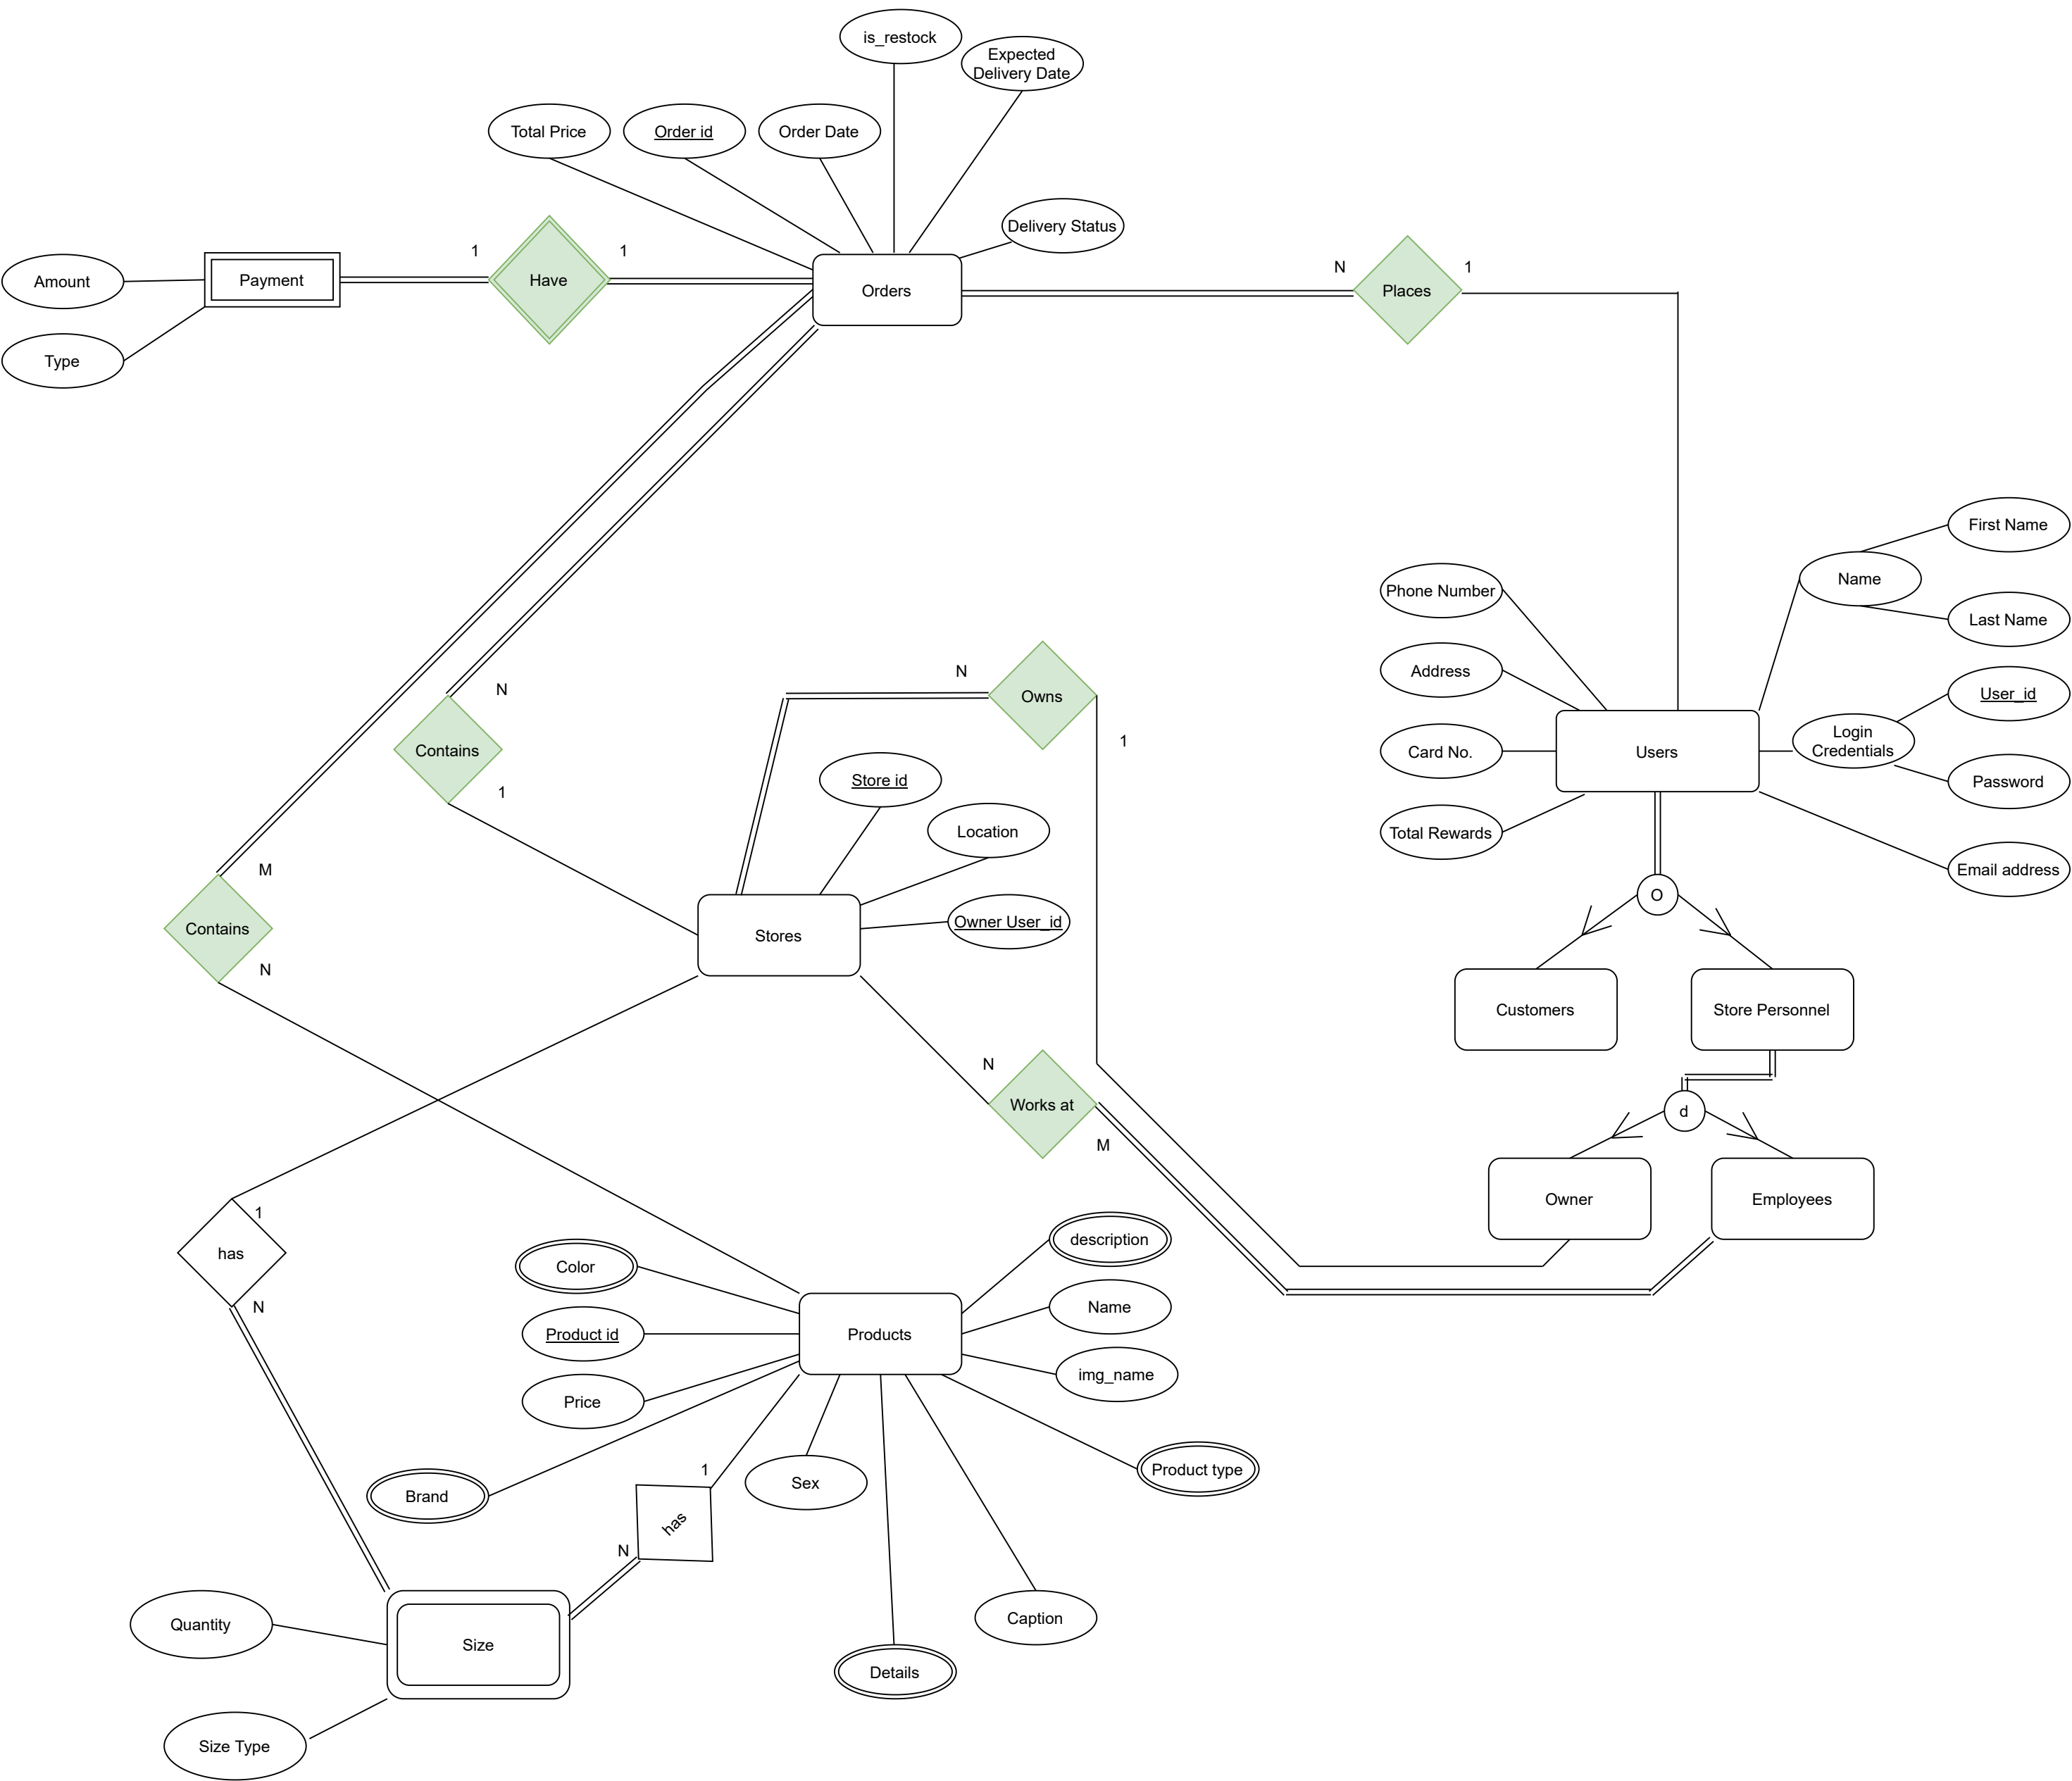 is_restock
Expected
Delivery Date
Total Price
Order id
Order Date
Delivery Status
Amount
Payment
1
Have
1
Orders
N
Places
1
Type
First Name
Name
Phone Number
Last Name
Address
N
Owns
N
User_id
Login
Credentials
1
Contains
Users
Card No.
Store id
Password
1
Location
Total Rewards
M
Email address
O
Contains
Stores
Owner User_id
N
Customers
Store Personnel
N
Works at
d
M
Owner
Employees
1
has
description
Color
N
Name
Product id
Products
img_name
Price
1
Product type
Sex
Brand
has
N
Caption
Quantity
Size
Details
Size Type